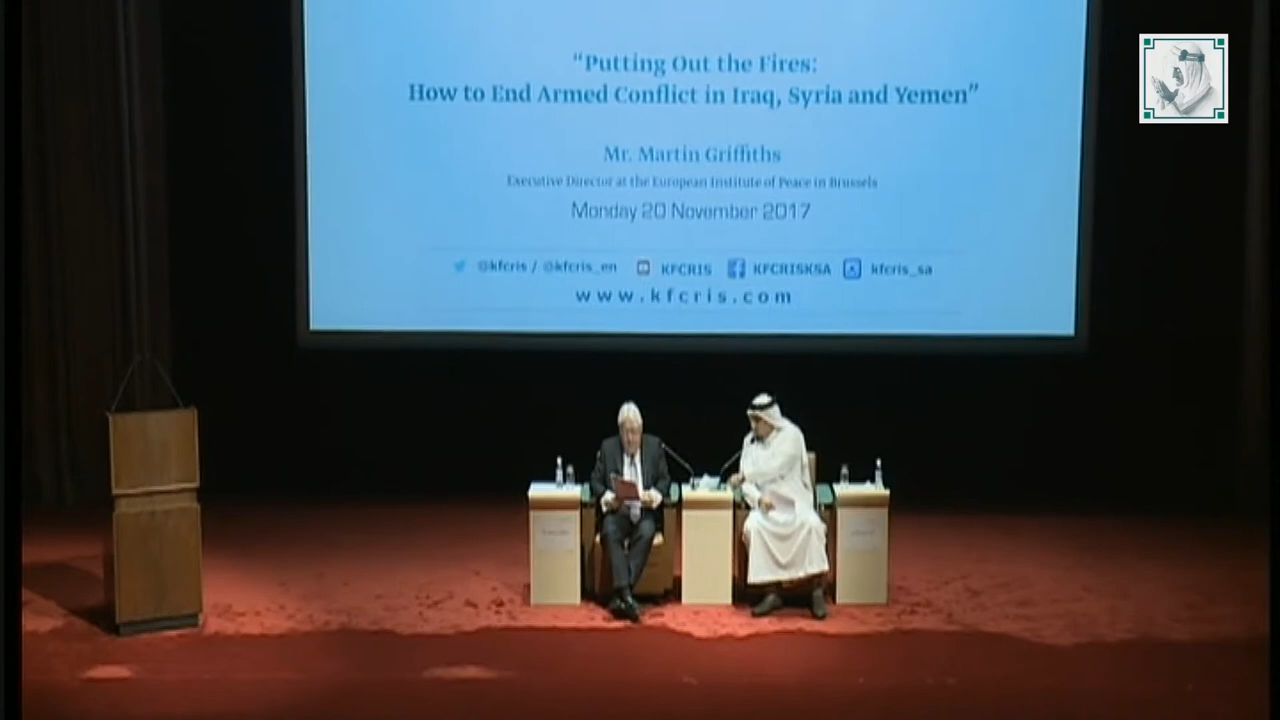 “Putting Out the Fires:
How to End Armed Conflict in Iraq, Syria and Yemen”
Mr. Martin Griffiths
Executive Director at the European Institute of Peace in Brussels
Monday 20 November 2017
@kfcris / @kfcris_en KFCRIS KFCRISKSA kfcris_sa
www.kfcris.com